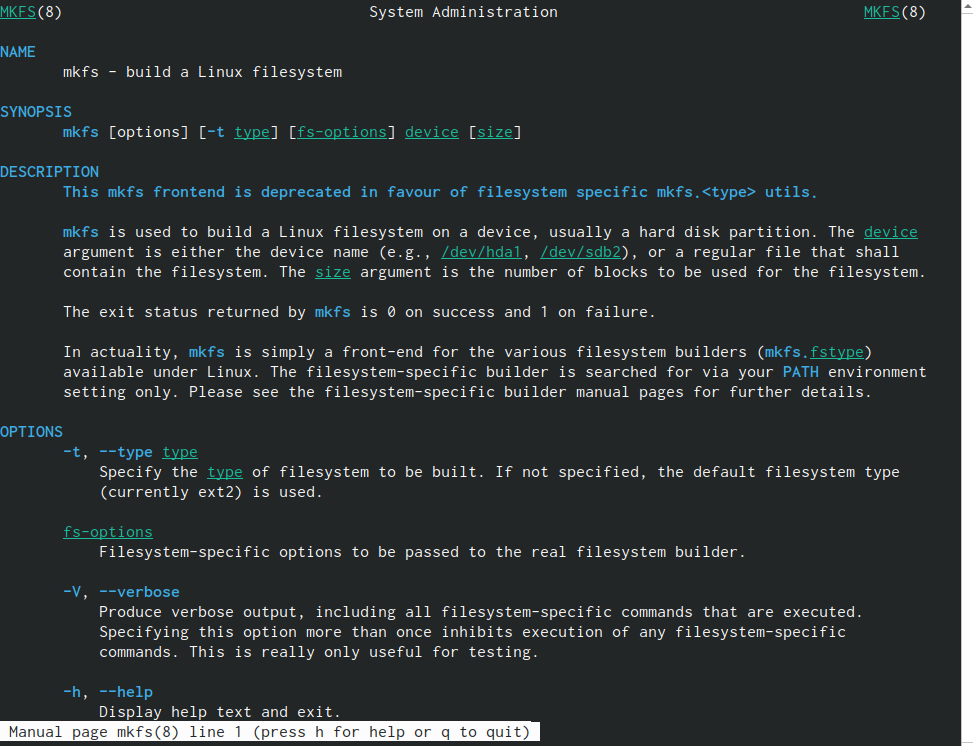 MKFS(8) System Administration MKFS(8)
NAME
mkfs - build a Linux filesystem
SYNOPSIS
mkfs [options] [-t type] [fs-options] device [size]
DESCRIPTION
This mkfs frontend is deprecated in favour of filesystem specific mkfs.<type> utils.
mkfs is used to build a Linux filesystem on a device, usually a hard disk partition. The device
argument is either the device name (e.g., /dev/hda1, /dev/sdb2), or a regular file that shall
contain the filesystem. The size argument is the number of blocks to be used for the filesystem.
The exit status returned by mkfs is 0 on success and 1 on failure.
In actuality, mkfs is simply a front-end for the various filesystem builders (mkfs.fstype)
available under Linux. The filesystem-specific builder is searched for via your PATH environment
setting only. Please see the filesystem-specific builder manual pages for further details.
OPTIONS
-t, --type type
Specify the type of filesystem to be built. If not specified, the default filesystem type
(currently ext2) is used.
fs-options
Filesystem-specific options to be passed to the real filesystem builder.
-V, --verbose
Produce verbose output, including all filesystem-specific commands that are executed.
Specifying this option more than once inhibits execution of any filesystem-specific
commands. This is really only useful for testing.
-h, --help
Display help text and exit.
Manual page mkfs(8) line 1 (press h for help or q to quit)